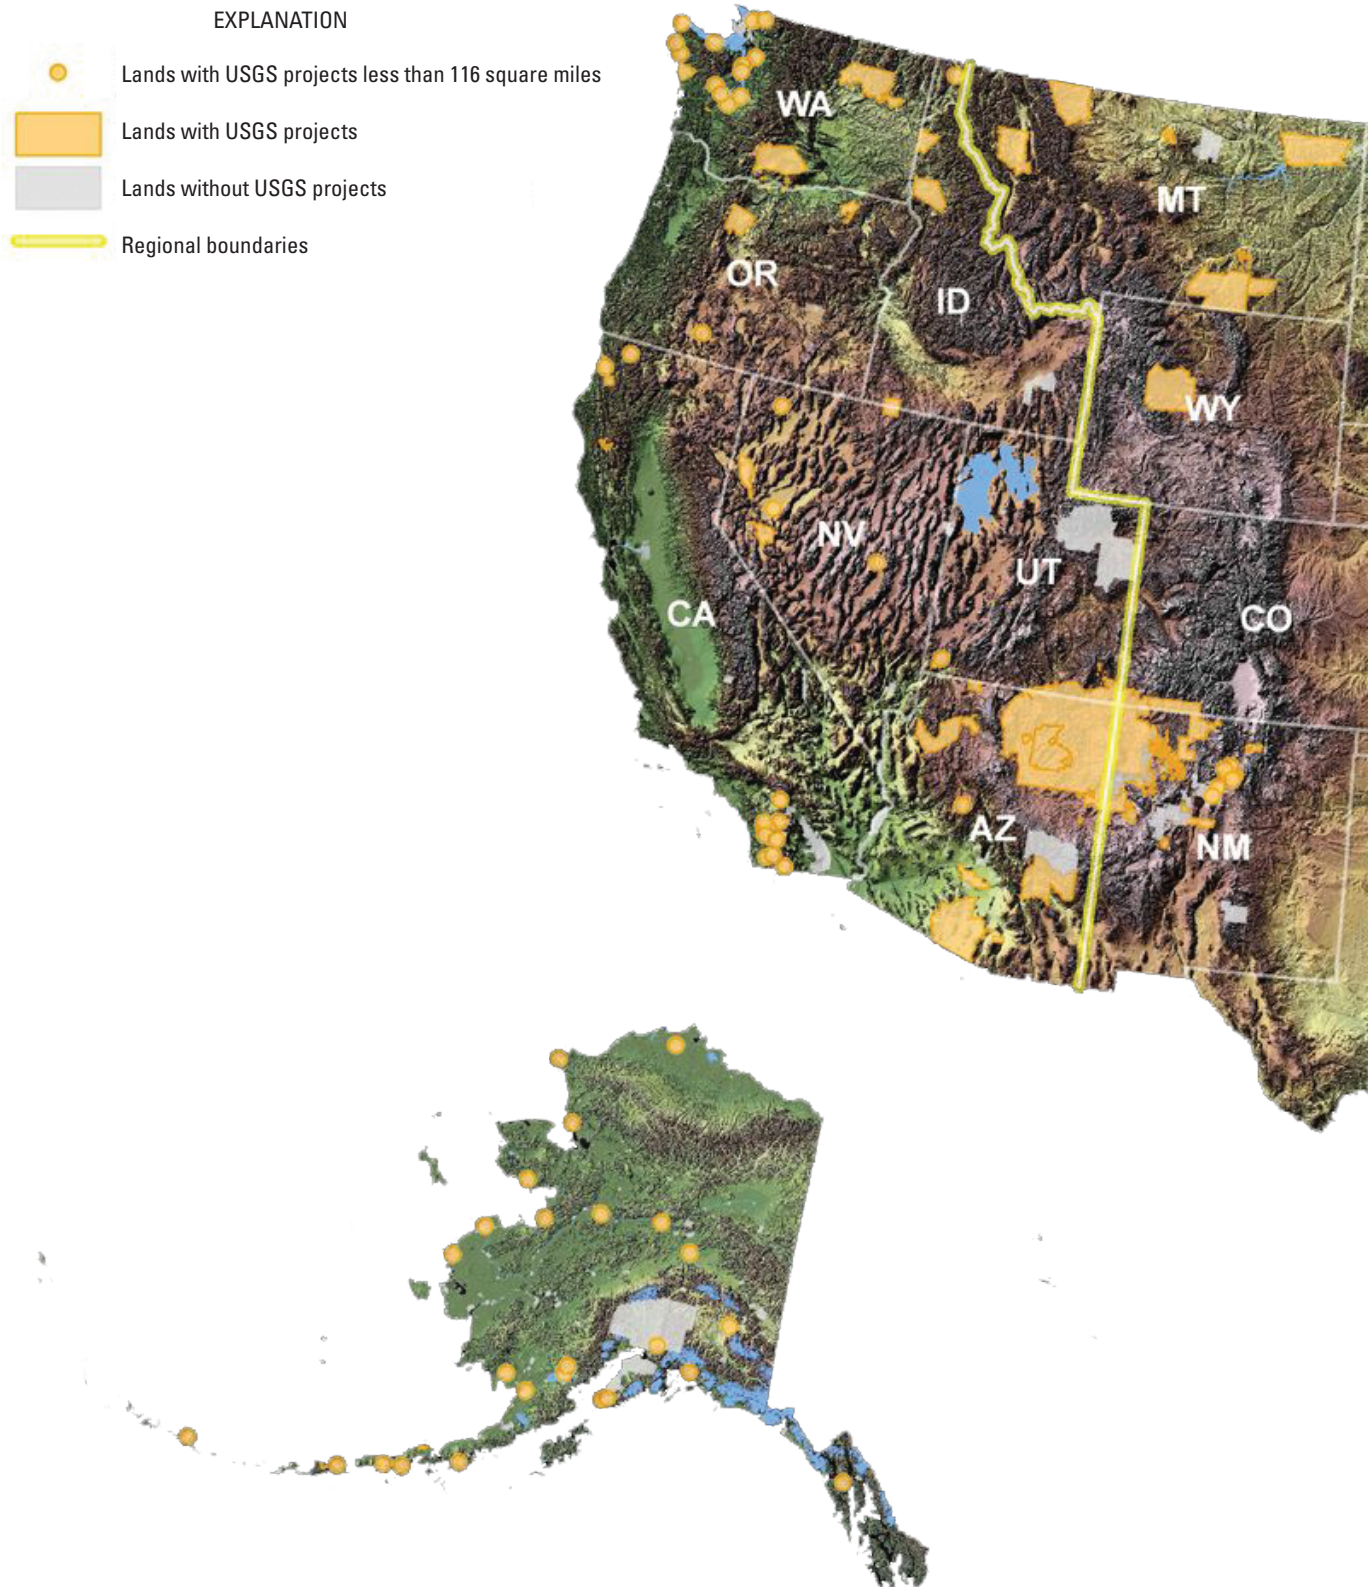 EXPLANATION
Lands with USGS projects less than 116 square miles
Lands with USGS projects
Lands without USGS projects
Regional boundaries
WA
MT
OR
ID
WY
NV
UT
CA
CO
AZ
NM